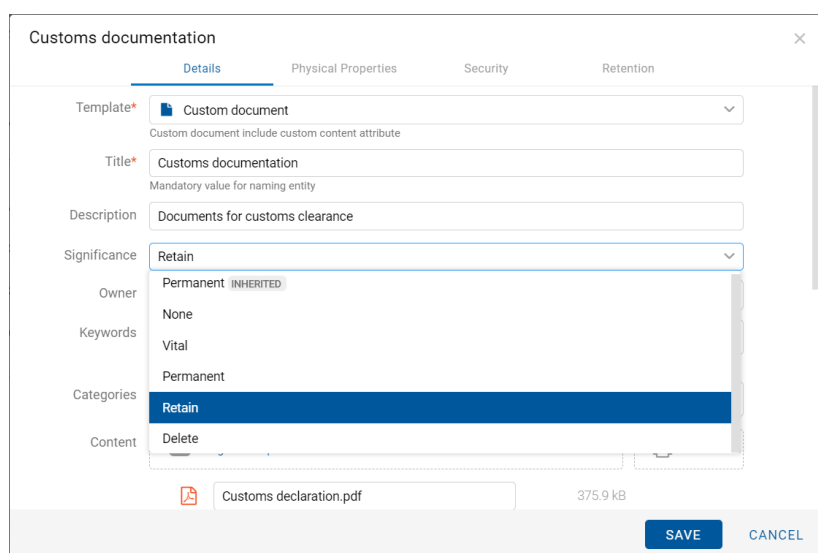 Customs documentation
Details Physical Properties Security Retention
Template* Custom document
Custom document include custom content attribute
Title* Customs documentation
Mandatory value for naming entity
Description Documents for customs clearance
Significance Retain
Permanent INHERITED
Owner
None
Keywords
Vital
Permanent
Categories
Retain
Delete
Content
Customs declaration.pdf 375.9 kB
SAVE CANCEL